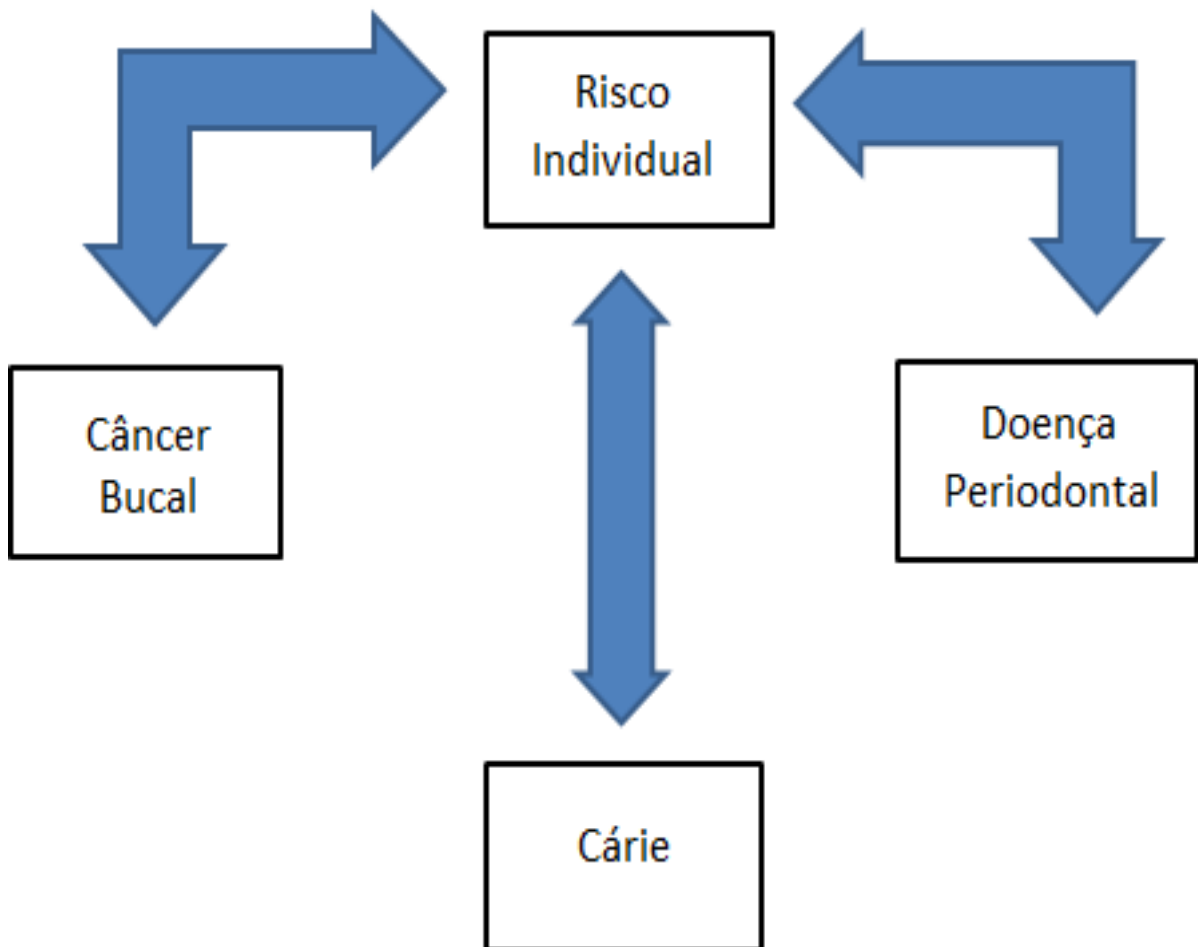 Risco
Individual
Câncer
Bucal
Doença
Periodontal
Cárie